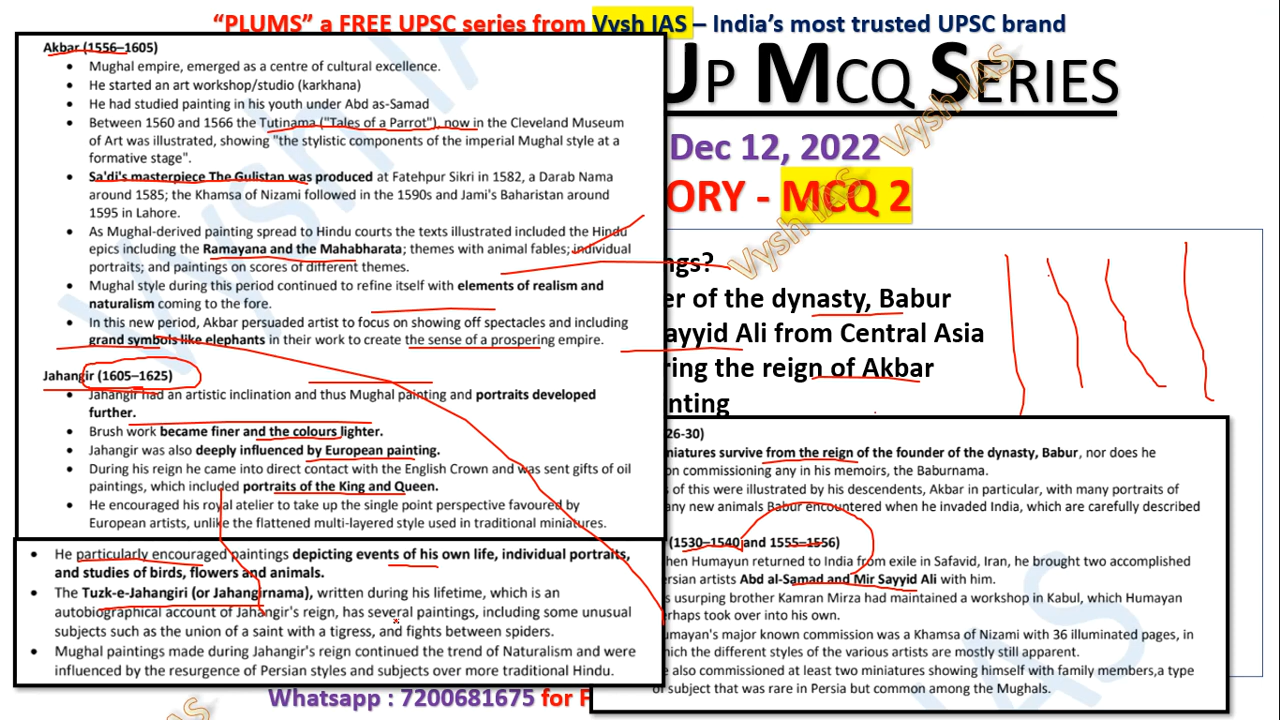 “PLUMS” a FREE UPSC series from Vysh IAS – India’s most trusted UPSC brand
UP MCQ SERIES
Dec 12, 2022
ORY - MCQ 2
ngs?
er of the dynasty, Babur
ayyid Ali from Central Asia
ring the reign of Akbar
nting
Vysh IAS
Vysh IAS
Akbar (1556–1605)
• Mughal empire, emerged as a centre of cultural excellence.
• He started an art workshop/studio (karkhana)
• He had studied painting in his youth under Abd as-Samad
• Between 1560 and 1566 the Tutinama ("Tales of a Parrot"), now in the Cleveland Museum
of Art was illustrated, showing "the stylistic components of the imperial Mughal style at a
formative stage".
• Sa'di's masterpiece The Gulistan was produced at Fatehpur Sikri in 1582, a Darab Nama
around 1585; the Khamsa of Nizami followed in the 1590s and Jami's Baharistan around
1595 in Lahore.
• As Mughal-derived painting spread to Hindu courts the texts illustrated included the Hindu
epics including the Ramayana and the Mahabharata; themes with animal fables; individual
portraits; and paintings on scores of different themes.
• Mughal style during this period continued to refine itself with elements of realism and
naturalism coming to the fore.
• In this new period, Akbar persuaded artist to focus on showing off spectacles and including
grand symbols like elephants in their work to create the sense of a prospering empire.
Jahangir (1605–1625)
• Jahangir had an artistic inclination and thus Mughal painting and portraits developed
further.
• Brush work became finer and the colours lighter.
• Jahangir was also deeply influenced by European painting.
• During his reign he came into direct contact with the English Crown and was sent gifts of oil
paintings, which included portraits of the King and Queen.
• He encouraged his royal atelier to take up the single point perspective favoured by
European artists, unlike the flattened multi-layered style used in traditional miniatures.
• He particularly encouraged paintings depicting events of his own life, individual portraits,
and studies of birds, flowers and animals.
• The Tuzk-e-Jahangiri (or Jahangirnama), written during his lifetime, which is an
autobiographical account of Jahangir's reign, has several paintings, including some unusual
subjects such as the union of a saint with a tigress, and fights between spiders.
• Mughal paintings made during Jahangir's reign continued the trend of Naturalism and were
influenced by the resurgence of Persian styles and subjects over more traditional Hindu.
26-30)
niatures survive from the reign of the founder of the dynasty, Babur, nor does he
on commissioning any in his memoirs, the Baburnama.
s of this were illustrated by his descendents, Akbar in particular, with many portraits of
any new animals Babur encountered when he invaded India, which are carefully described
(1530–1540 and 1555–1556)
hen Humayun returned to India from exile in Safavid, Iran, he brought two accomplished
ersian artists Abd al-Samad and Mir Sayyid Ali with him.
s usurping brother Kamran Mirza had maintained a workshop in Kabul, which Humayan
erhaps took over into his own.
umayan's major known commission was a Khamsa of Nizami with 36 illuminated pages, in
hich the different styles of the various artists are mostly still apparent.
e also commissioned at least two miniatures showing himself with family members,a type
of subject that was rare in Persia but common among the Mughals.
Whatsapp : 7200681675 for F